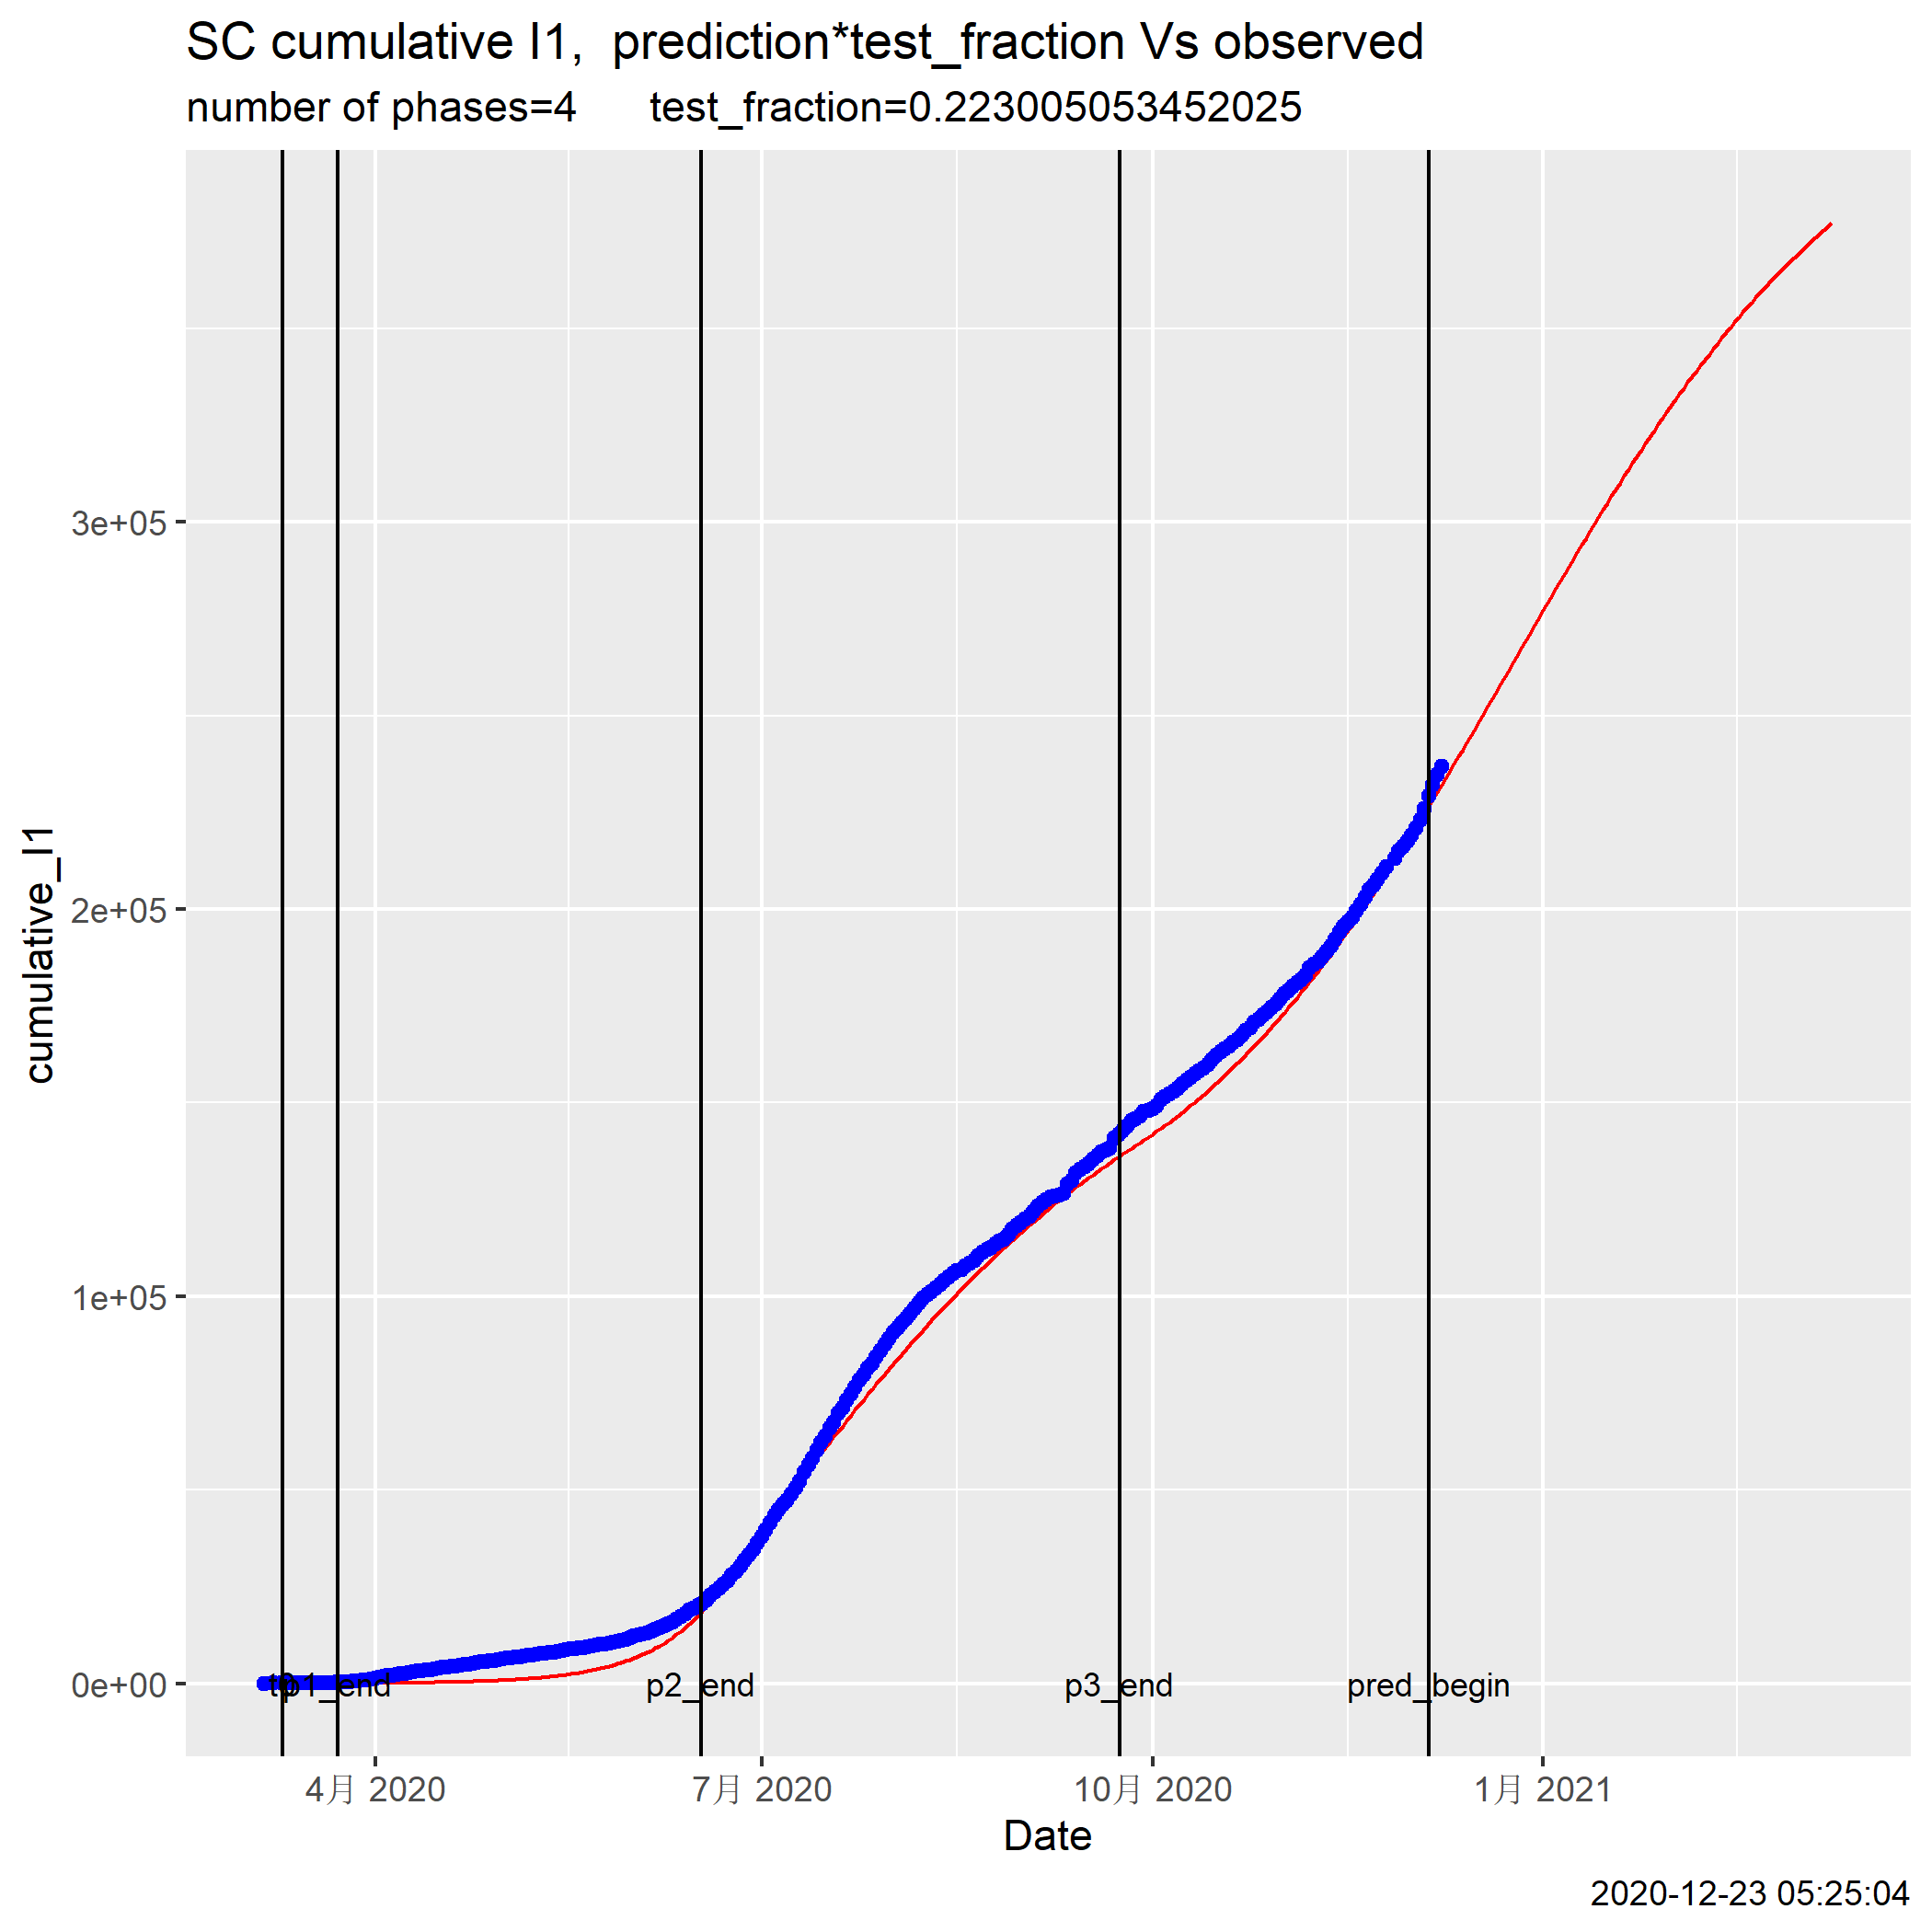 SC cumulative I1,  prediction*test_fraction Vs observed
number of phases=4      test_fraction=0.223005053452025
cumulative_I1
3e+05
2e+05
1e+05
0e+00
p1_end
p2_end
p3_end
pred_begin
4月 2020
7月 2020
10月 2020
1月 2021
Date
2020-12-23 05:25:04